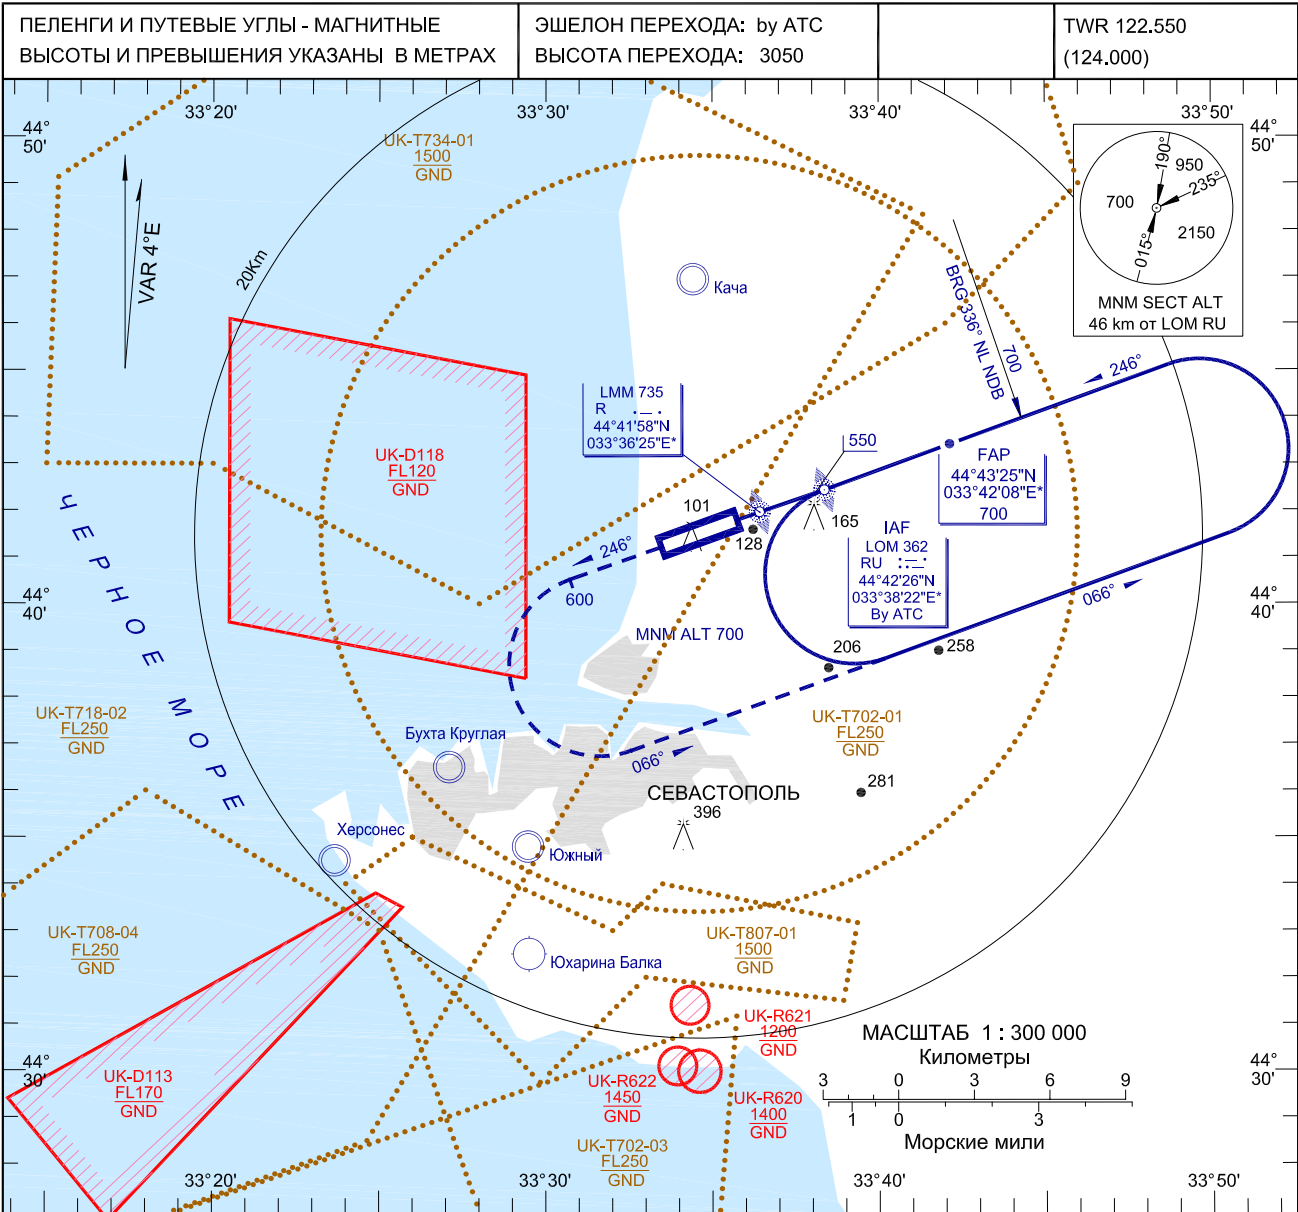 ПЕЛЕНГИ И ПУТЕВЫЕ УГЛЫ - МАГНИТНЫЕ
ВЫСОТЫ И ПРЕВЫШЕНИЯ УКАЗАНЫ В МЕТРАХ
ЭШЕЛОН ПЕРЕХОДА: by ATC
ВЫСОТА ПЕРЕХОДА: 3050
TWR 122.550
(124.000)
33°20'
33°30'
33°40'
33°50'
44°
50'
44°
50'
UK-T734-01
1500
GND
VAR 4°E
20Km
Кача
BRG 336° NL NDB
700
190°
950
235°
700
2150
015°
MNM SECT ALT
46 km от LOM RU
246°
LMM 735
R ·—·
44°41'58"N
033°36'25"E*
550
FAP
44°43'25"N
033°42'08"E*
700
UK-D118
FL120
GND
101
165
128
IAF
LOM 362
RU ·—· ··—
44°42'26"N
033°38'22"E*
By ATC
246°
600
066°
44°
40'
44°
40'
ЧЕРНОЕ МОРЕ
MNM ALT 700
206
258
UK-T718-02
FL250
GND
UK-T702-01
FL250
GND
Бухта Круглая
066°
СЕВАСТОПОЛЬ
396
281
Херсонес
Южный
UK-T708-04
FL250
GND
UK-T807-01
1500
GND
Юхарина Балка
UK-R621
1200
GND
МАСШТАБ 1 : 300 000
Километры
3 0 3 6 9
1 0 3
Морские мили
44°
30'
44°
30'
UK-D113
FL170
GND
UK-R622
1450
GND
UK-R620
1400
GND
UK-T702-03
FL250
GND
33°20'
33°30'
33°40'
33°50'